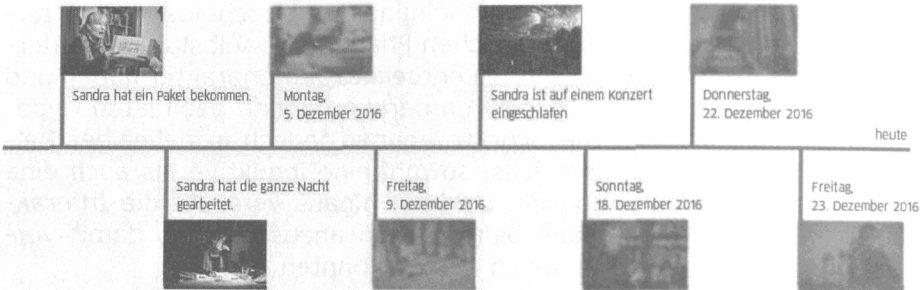 Sandra hat ein Paket bekommen.
Montag,
5. Dezember 2016
Sandra ist auf einem Konzert
eingeschlafen
Donnerstag,
22. Dezember 2016
heute
Sandra hat die ganze Nacht
gearbeitet.
Freitag,
9. Dezember 2016
Sonntag,
18. Dezember 2016
Freitag,
23. Dezember 2016